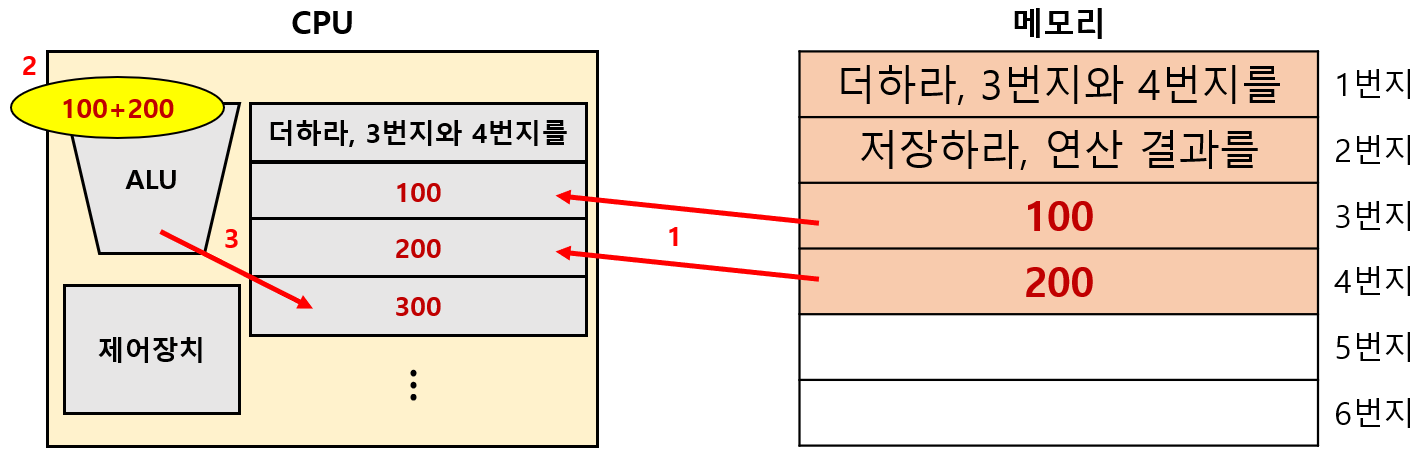 CPU
메모리
2
100+200
ALU
제어장치
더하라, 3번지와 4번지를
100
200
300
3
1
더하라, 3번지와 4번지를
1번지
저장하라, 연산 결과를
2번지
100
3번지
200
4번지
5번지
6번지